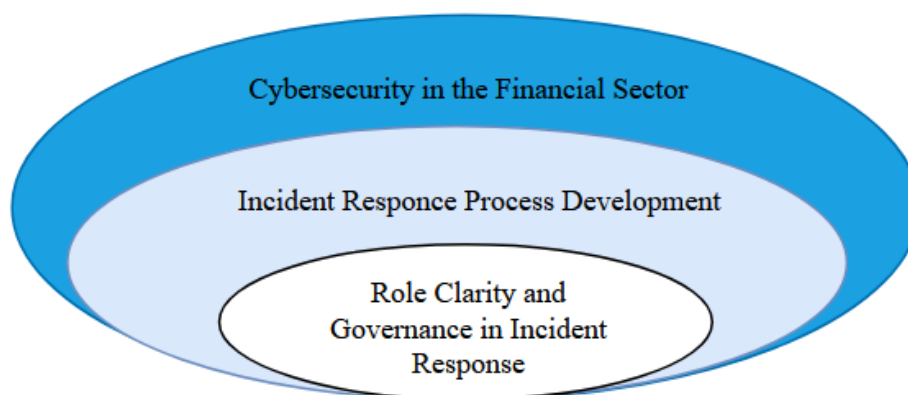 Cybersecurity in the Financial Sector
Incident Responce Process Development
Role Clarity and
Governance in Incident
Response